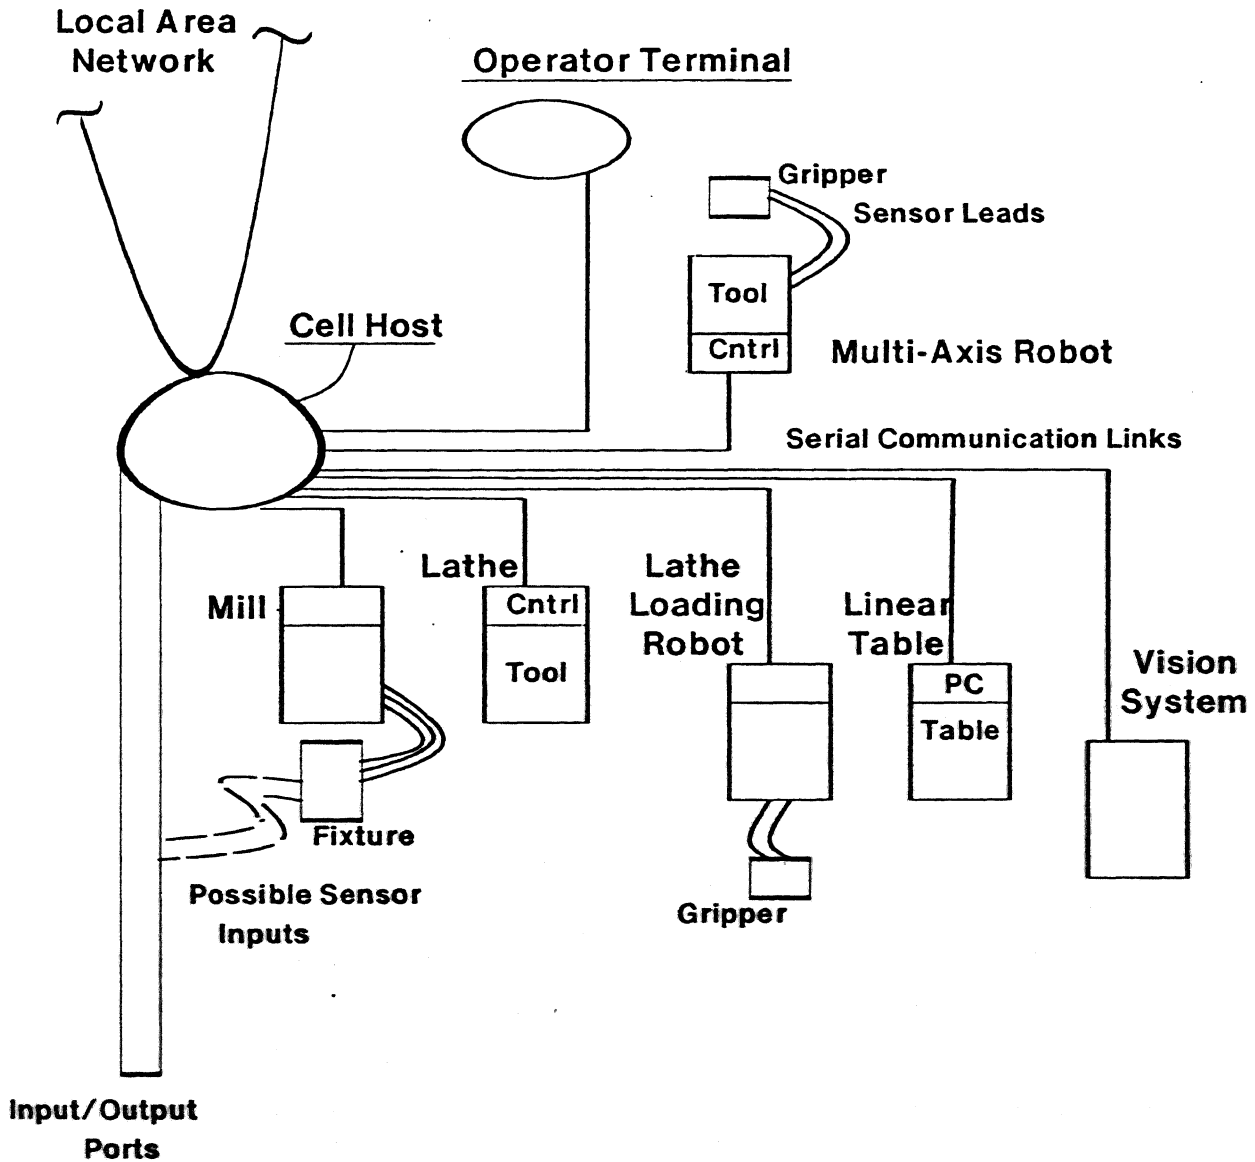 Local Area
Network
Operator Terminal
Gripper
Sensor Leads
Tool
Cntrl
Multi-Axis Robot
Cell Host
Serial Communication Links
Mill
Lathe
Cntrl
Tool
Lathe
Loading
Robot
Linear
Table
PC
Table
Vision
System
Fixture
Possible Sensor
Inputs
Gripper
Input/Output
Ports